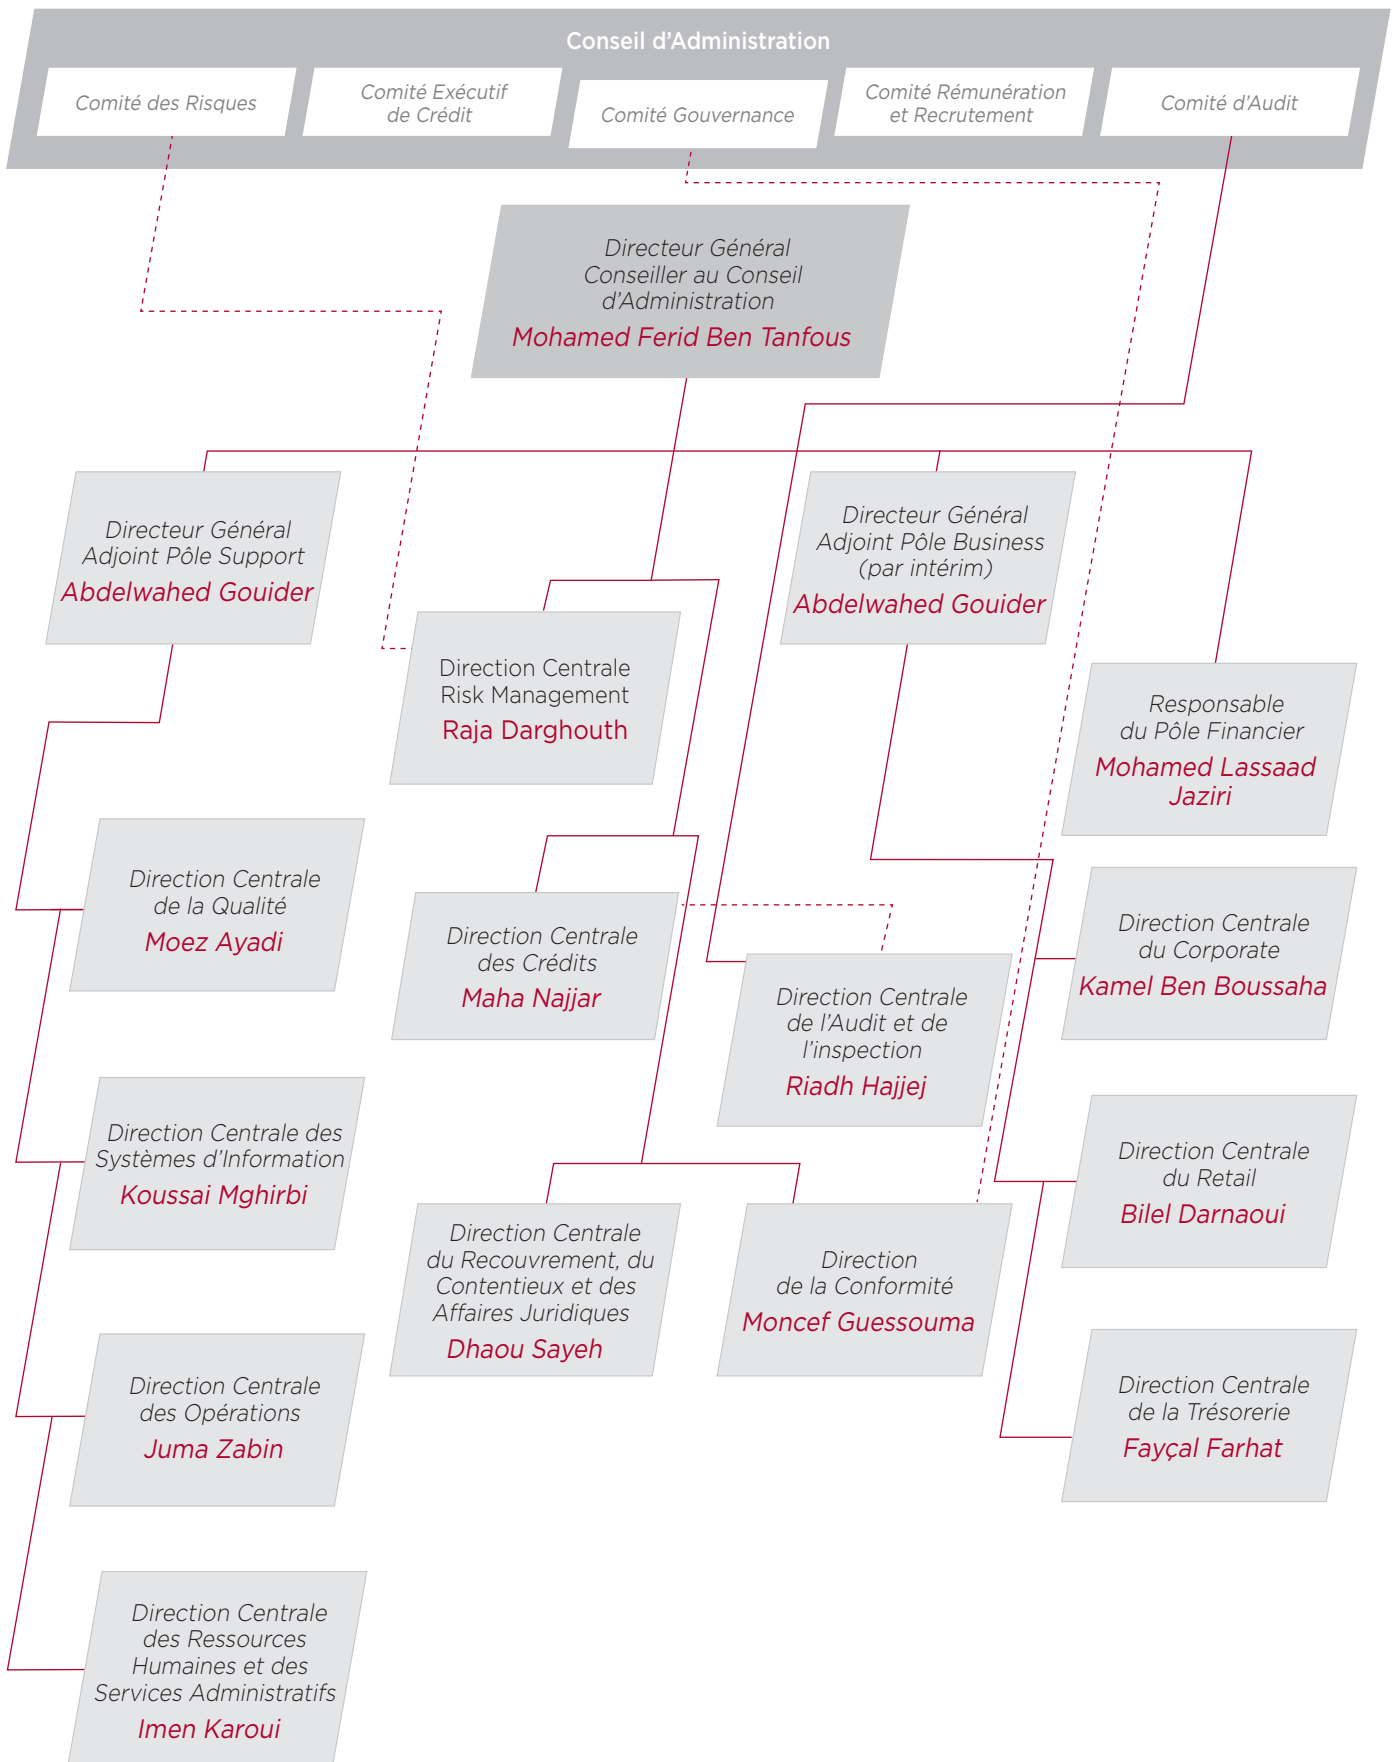 Conseil d'Administration
Comité des Risques
Comité Exécutif
de Crédit
Comité Gouvernance
Comité Rémunération
et Recrutement
Comité d'Audit
Directeur Général
Conseiller au Conseil
d'Administration
Mohamed Ferid Ben Tanfous
Directeur Général
Adjoint Pôle Support
Abdelwahed Gouider
Directeur Général
Adjoint Pôle Business
(par intérim)
Abdelwahed Gouider
Direction Centrale
Risk Management
Raja Darghouth
Responsable
du Pôle Financier
Mohamed Lassaad
Jaziri
Direction Centrale
de la Qualité
Moez Ayadi
Direction Centrale
des Crédits
Maha Najjar
Direction Centrale
de l'Audit et de
l'inspection
Riadh Hajjej
Direction Centrale
du Corporate
Kamel Ben Boussaha
Direction Centrale des
Systèmes d'Information
Koussai Mghirbi
Direction Centrale
du Retail
Bilel Darnaoui
Direction Centrale
du Recouvrement, du
Contentieux et des
Affaires Juridiques
Dhaou Sayeh
Direction
de la Conformité
Moncef Guessouma
Direction Centrale
des Opérations
Juma Zabin
Direction Centrale
de la Trésorerie
Fayçal Farhat
Direction Centrale
des Ressources
Humaines et des
Services Administratifs
Imen Karoui